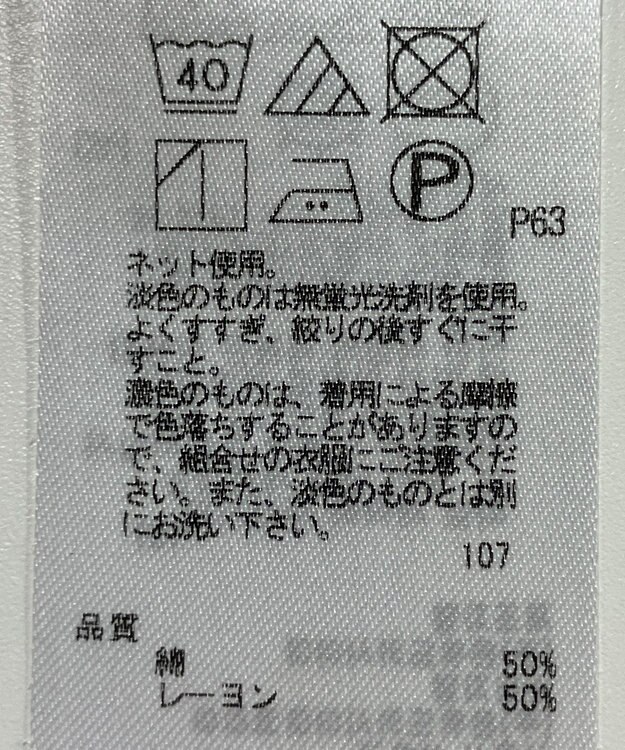 40
P
P63
ネット使用。
淡色のものは無蛍光洗剤を使用。
よくすすぎ、絞りの後すぐに干
すこと。
濃色のものは、着用による摩擦
で色落ちすることがありますの
で、組合せの衣服にご注意くだ
さい。また、淡色のものとは別
にお洗い下さい。
107
品質
綿 50%
レーヨン 50%